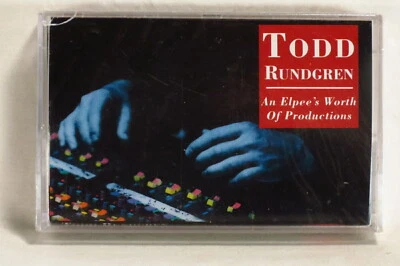 TODD
RUNDGREN
An Elpee's Worth
Of Productions